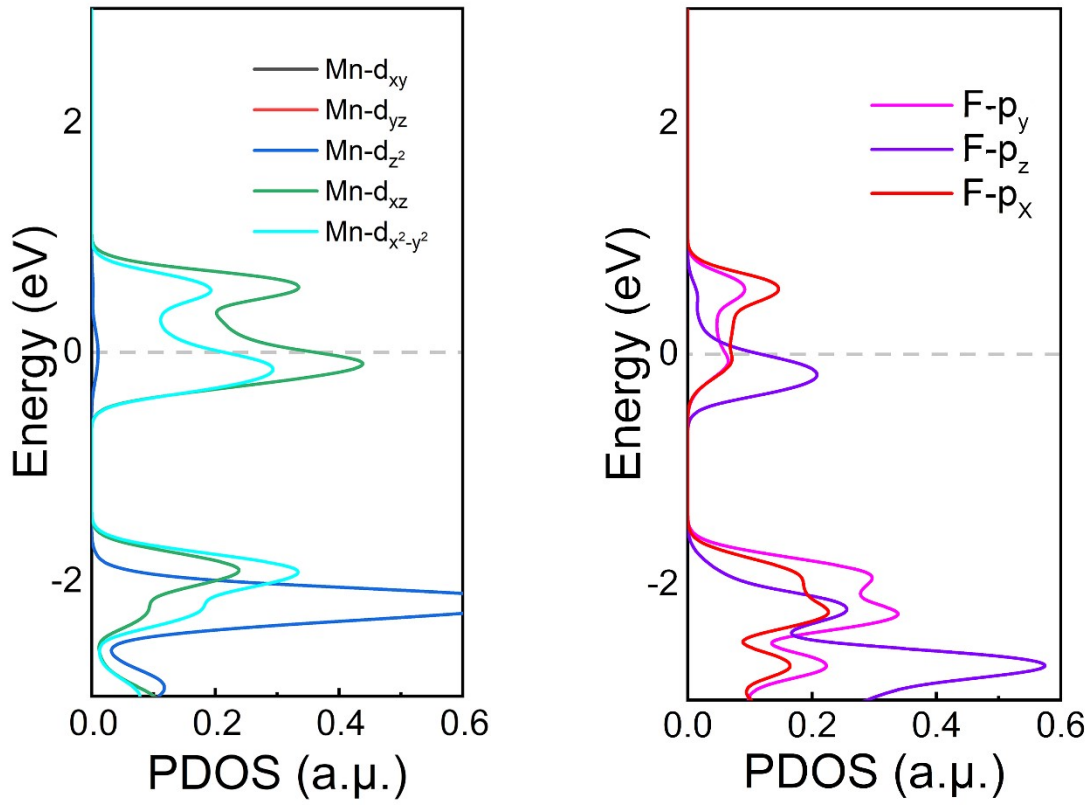 Energy (eV)
2
0
-2
Mn-dxy
Mn-dyz
Mn-dz²
Mn-dxz
Mn-dx²-y²
0.0 0.2 0.4 0.6
PDOS (a.μ.)
Energy (eV)
2
0
-2
F-py
F-pz
F-pX
0.0 0.2 0.4 0.6
PDOS (a.μ.)